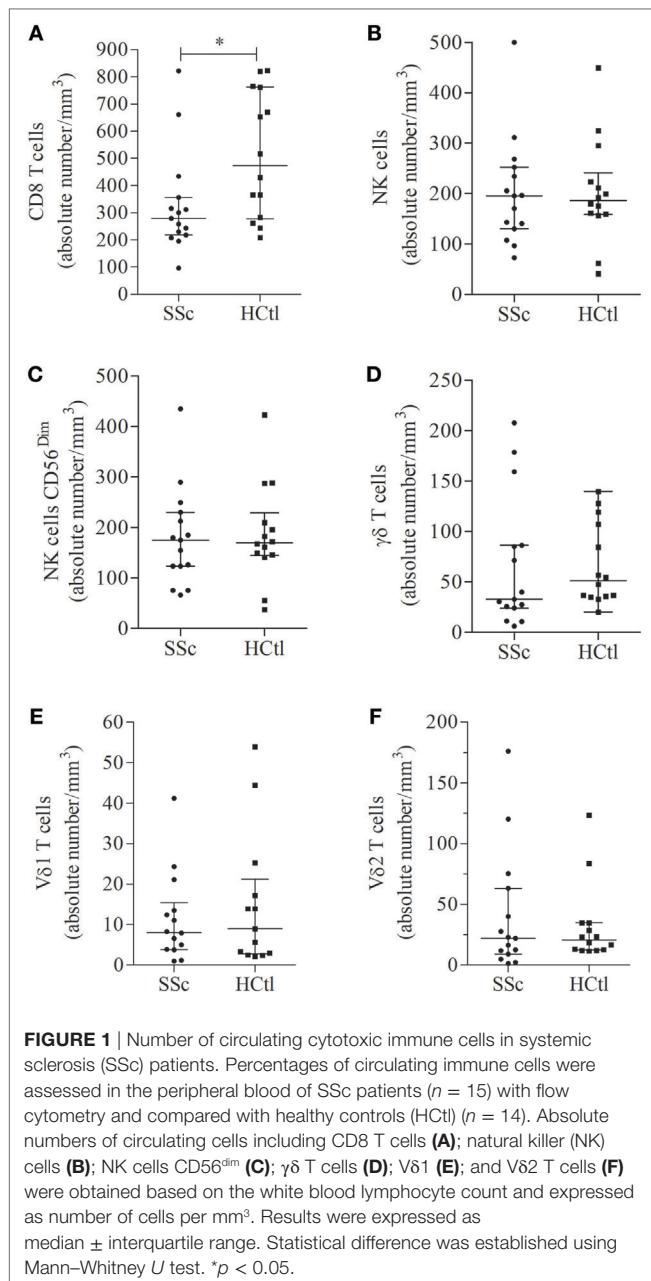 A
*
CD8 T cells
(absolute number/mm³)
900
800
700
600
500
400
300
200
100
0
SSc HCtl
B
NK cells
(absolute number/mm³)
500
400
300
200
100
0
SSc HCtl
C
NK cells CD56ᴰⁱᵐ
(absolute number/mm³)
500
400
300
200
100
0
SSc HCtl
D
γδ T cells
(absolute number/mm³)
250
200
150
100
50
0
SSc HCtl
E
Vδ1 T cells
(absolute number/mm³)
60
50
40
30
20
10
0
SSc HCtl
F
Vδ2 T cells
(absolute number/mm³)
200
150
100
50
0
SSc HCtl
FIGURE 1 | Number of circulating cytotoxic immune cells in systemic
sclerosis (SSc) patients. Percentages of circulating immune cells were
assessed in the peripheral blood of SSc patients (n = 15) with flow
cytometry and compared with healthy controls (HCtl) (n = 14). Absolute
numbers of circulating cells including CD8 T cells (A); natural killer (NK)
cells (B); NK cells CD56ᵈⁱᵐ (C); γδ T cells (D); Vδ1 (E); and Vδ2 T cells (F)
were obtained based on the white blood lymphocyte count and expressed
as number of cells per mm³. Results were expressed as
median ± interquartile range. Statistical difference was established using
Mann–Whitney U test. *p < 0.05.